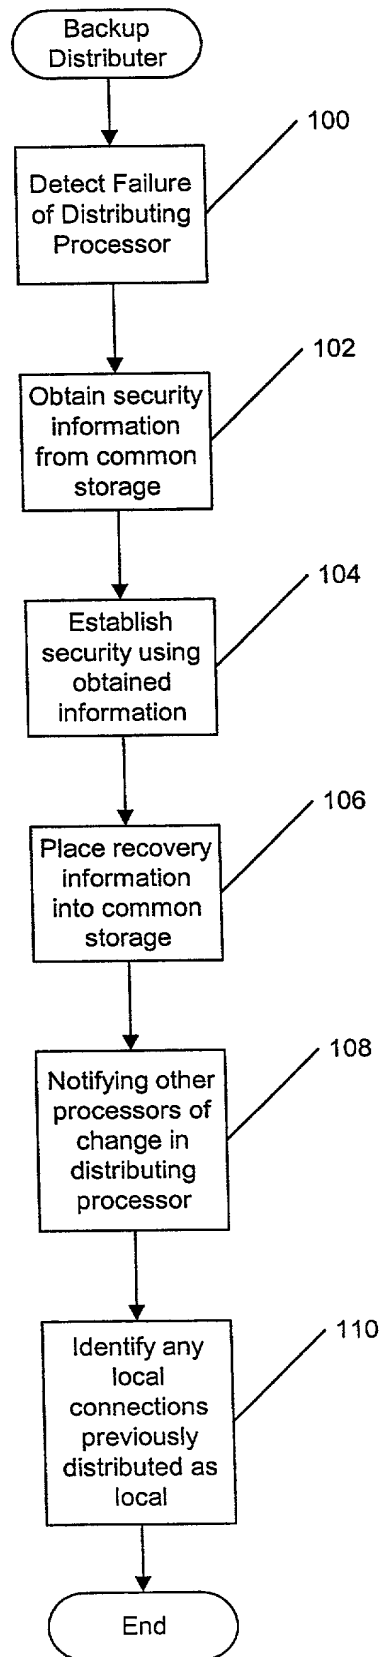 Backup
Distributer
100
Detect Failure
of Distributing
Processor
102
Obtain security
information
from common
storage
104
Establish
security using
obtained
information
106
Place recovery
information
into common
storage
108
Notifying other
processors of
change in
distributing
processor
110
Identify any
local
connections
previously
distributed as
local
End